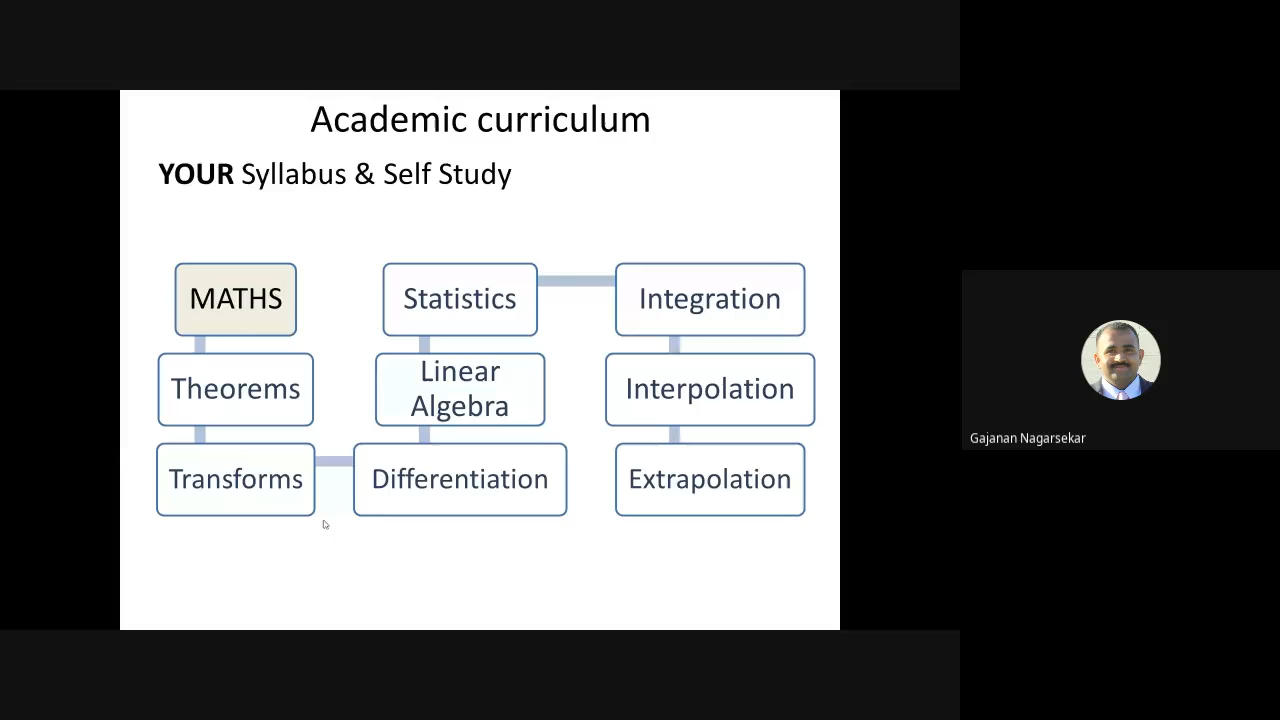 Academic curriculum
YOUR Syllabus & Self Study
MATHS
Theorems
Transforms
Differentiation
Linear
Algebra
Statistics
Integration
Interpolation
Extrapolation
Gajanan Nagarsekar